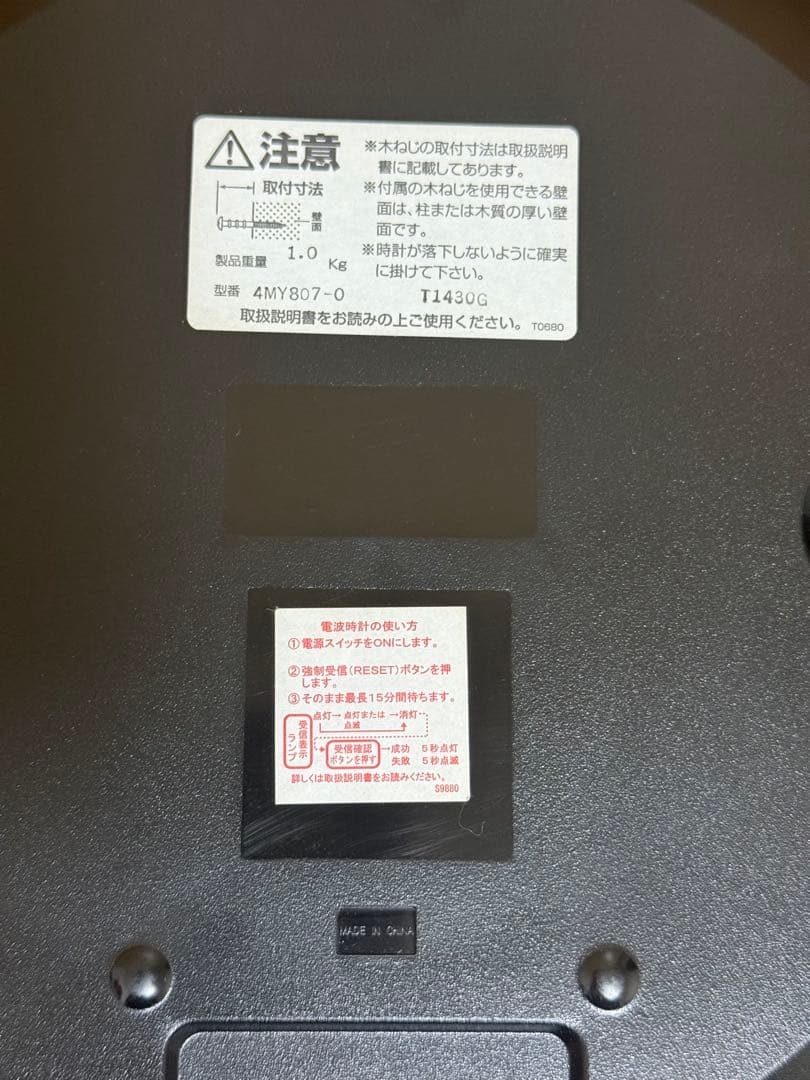 注意
取付寸法
壁面
製品重量 1.0 Kg
※木ねじの取付寸法は取扱説明
書に記載してあります。
※付属の木ねじを使用できる壁
面は、柱または木質の厚い壁
面です。
※時計が落下しないように確実
に掛けて下さい。
型番 4MY807-0 T1430G
取扱説明書をお読みの上ご使用ください。 T0680
電波時計の使い方
①電源スイッチをONにします。
②強制受信(RESET)ボタンを押
します。
③そのまま最長15分間待ちます。
受信表示ランプ
点灯→点灯または→消灯
点滅
受信確認
ボタンを押す
→成功 5秒点灯
失敗 5秒点滅
詳しくは取扱説明書をお読みください。
S9880
MADE IN CHINA